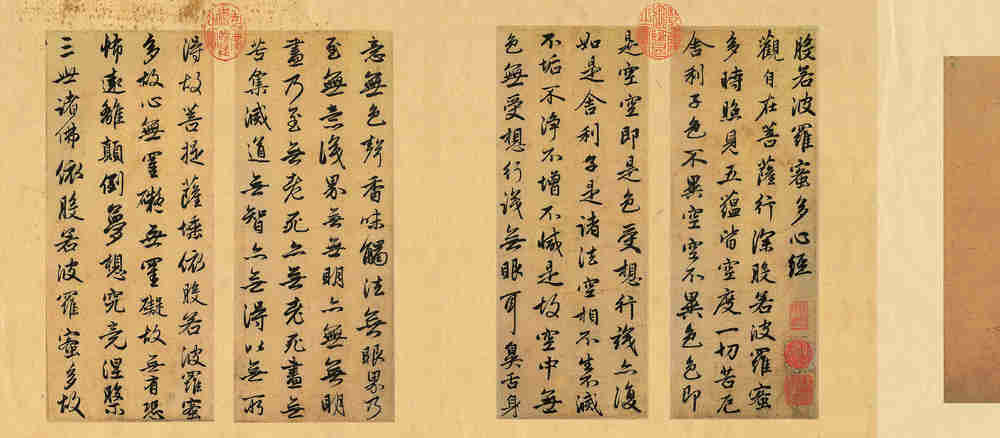 般若波羅蜜多心經
觀自在菩薩行深般若波羅蜜
多時照見五蘊皆空度一切苦厄
舍利子色不異空空不異色色即
是空空即是色受想行識亦復
如是舍利子是諸法空相不生不滅
不垢不淨不增不減是故空中無
色無受想行識無眼耳鼻舌身
意無色聲香味觸法無眼界乃
至無意識界無無明亦無無明
盡乃至無老死亦無老死盡無
苦集滅道無智亦無得以無所
得故菩提薩埵依般若波羅蜜
多故心無罣礙無罣礙故無有恐
怖遠離顛倒夢想究竟涅槃
三世諸佛依般若波羅蜜多故